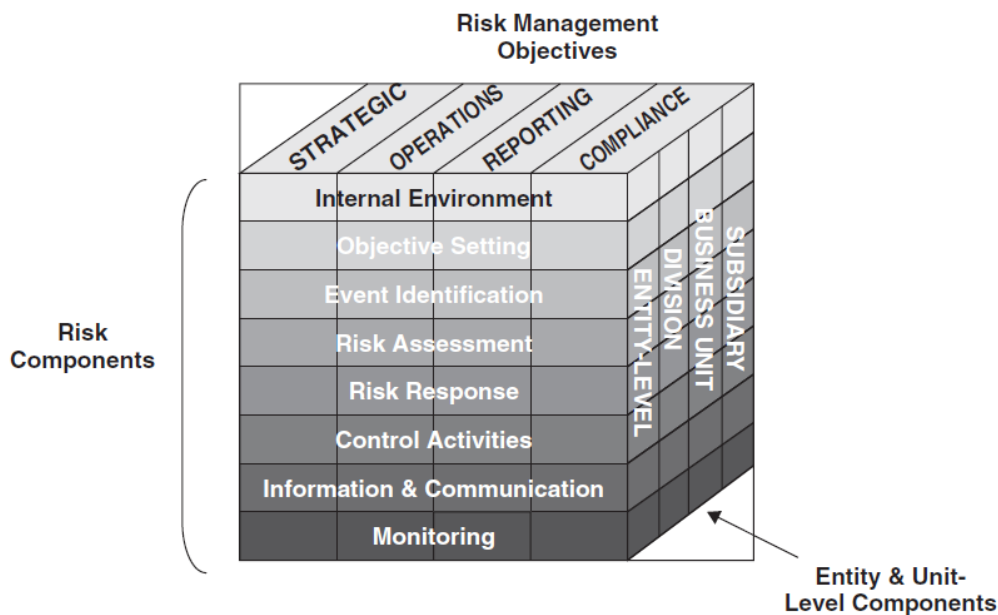 Risk Management
Objectives
STRATEGIC
OPERATIONS
REPORTING
COMPLIANCE
Internal Environment
Objective Setting
Event Identification
Risk Assessment
Risk Response
Control Activities
Information & Communication
Monitoring
ENTITY-LEVEL
DIVISION
BUSINESS UNIT
SUBSIDIARY
Risk
Components
Entity & Unit-
Level Components